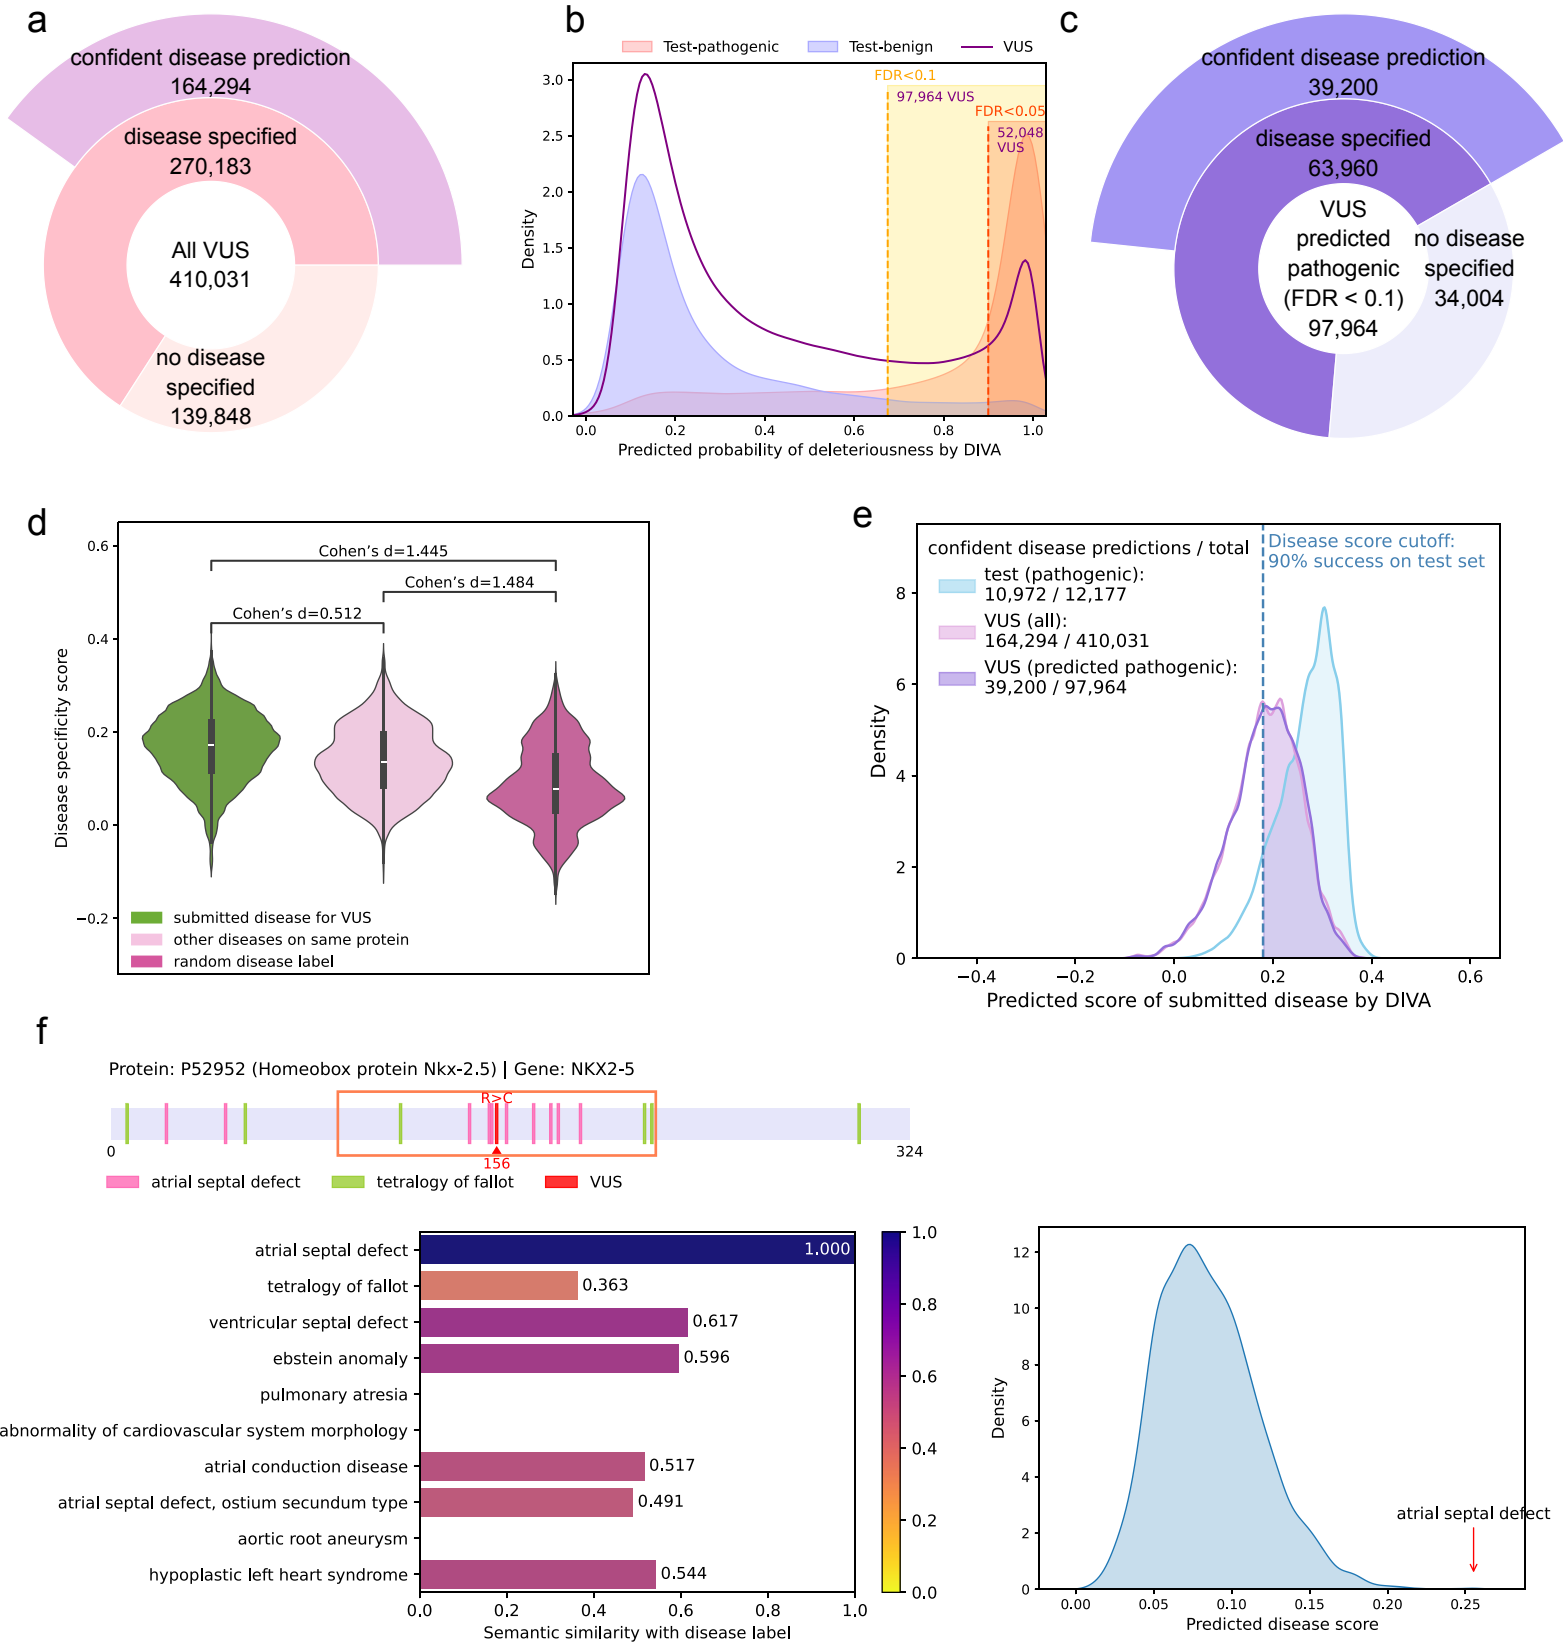 a
confident disease prediction
164,294
disease specified
270,183
All VUS
410,031
no disease
specified
139,848
b
Test-pathogenic
Test-benign
VUS
FDR<0.1
97,964 VUS
FDR<0.05
52,048
VUS
3.0
2.5
2.0
1.5
1.0
0.5
0.0
Density
0.0
0.2
0.4
0.6
0.8
1.0
Predicted probability of deleteriousness by DIVA
c
confident disease prediction
39,200
disease specified
63,960
VUS
predicted
pathogenic
(FDR < 0.1)
97,964
no disease
specified
34,004
d
Cohen's d=1.445
Cohen's d=1.484
Cohen's d=0.512
0.6
0.4
0.2
0.0
−0.2
Disease specificity score
submitted disease for VUS
other diseases on same protein
random disease label
e
confident disease predictions / total
test (pathogenic):
10,972 / 12,177
VUS (all):
164,294 / 410,031
VUS (predicted pathogenic):
39,200 / 97,964
Disease score cutoff:
90% success on test set
8
6
4
2
0
Density
−0.4
−0.2
0.0
0.2
0.4
0.6
Predicted score of submitted disease by DIVA
f
Protein: P52952 (Homeobox protein Nkx-2.5) | Gene: NKX2-5
R>C
0
156
324
atrial septal defect
tetralogy of fallot
VUS
atrial septal defect
1.000
tetralogy of fallot
0.363
ventricular septal defect
0.617
ebstein anomaly
0.596
pulmonary atresia
abnormality of cardiovascular system morphology
atrial conduction disease
0.517
atrial septal defect, ostium secundum type
0.491
aortic root aneurysm
hypoplastic left heart syndrome
0.544
0.0
0.2
0.4
0.6
0.8
1.0
Semantic similarity with disease label
1.0
0.8
0.6
0.4
0.2
0.0
12
10
8
6
4
2
0
Density
atrial septal defect
0.00
0.05
0.10
0.15
0.20
0.25
Predicted disease score